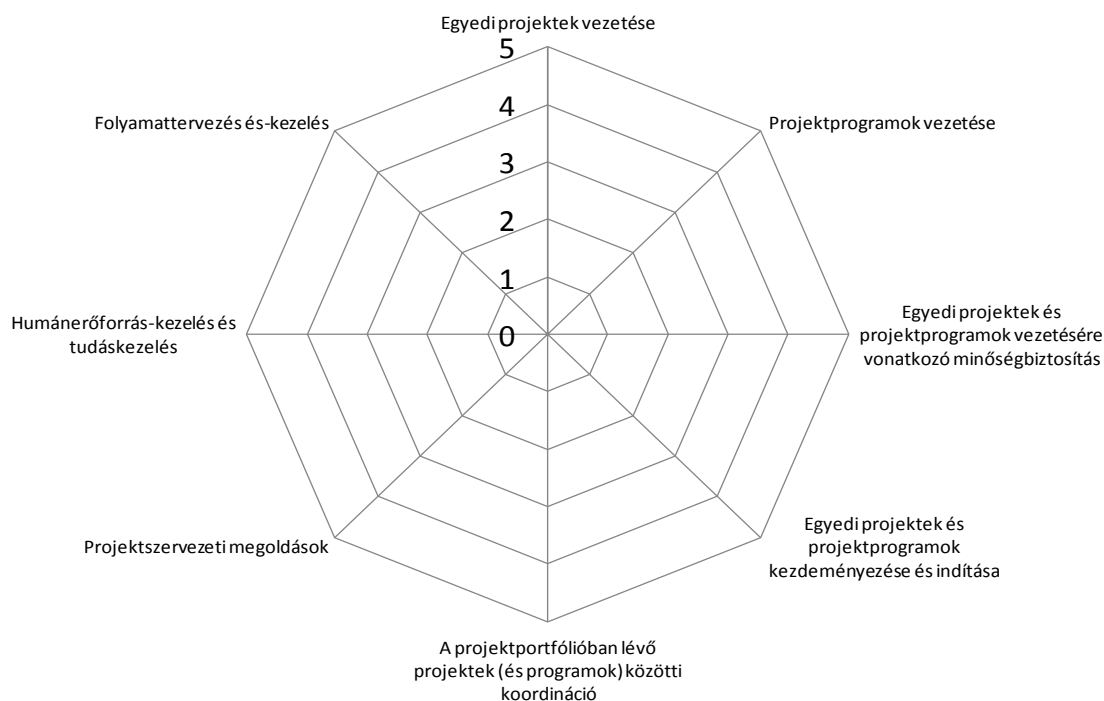 Egyedi projektek vezetése
5
4
3
2
1
0
Projektprogramok vezetése
Egyedi projektek és
projektprogramok vezetésére
vonatkozó minőségbiztosítás
Egyedi projektek és
projektprogramok
kezdeményezése és indítása
A projektportfólióban lévő
projektek (és programok) közötti
koordináció
Projektszervezeti megoldások
Humánerőforrás-kezelés és
tudáskezelés
Folyamattervezés és-kezelés